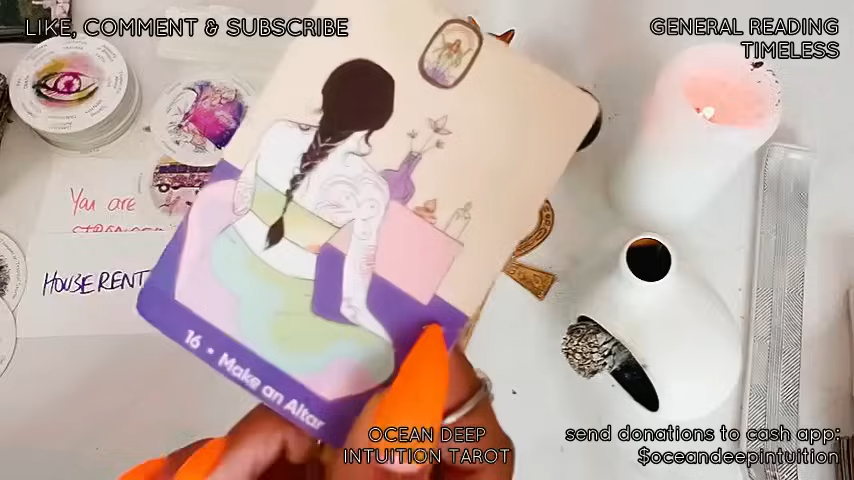 LIKE, COMMENT & SUBSCRIBE
GENERAL READING
TIMELESS
You are
HOUSE RENT
16 • Make an Altar
OCEAN DEEP
INTUITION TAROT
send donations to cash app:
$oceandeepintuition